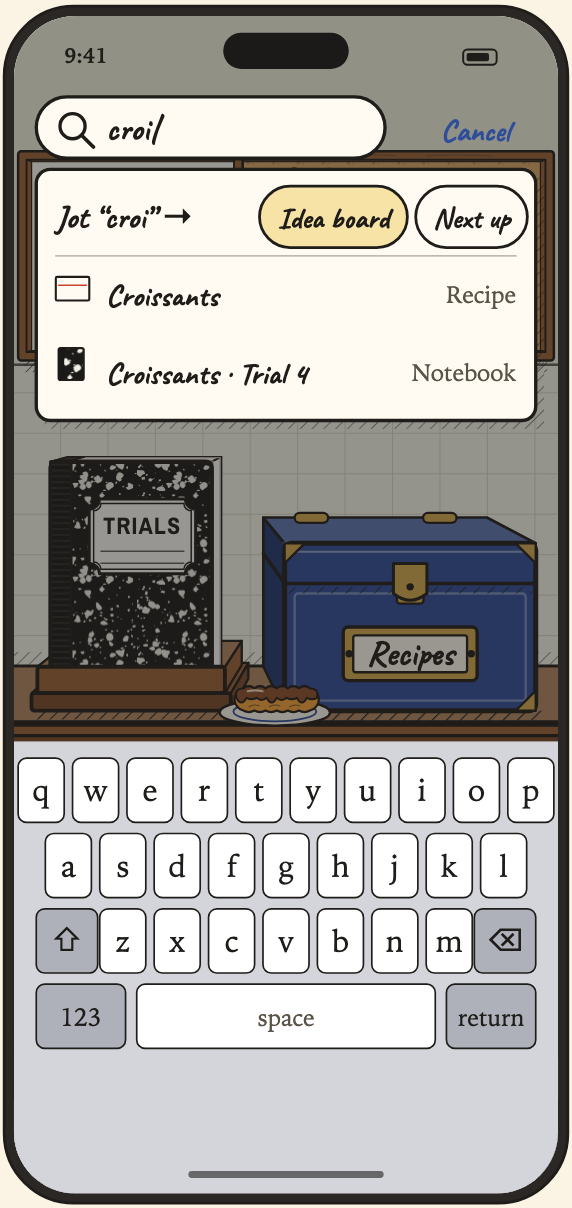 9:41
croi
Cancel
Jot “croi” → Idea board Next up
Croissants Recipe
Croissants · Trial 4 Notebook
TRIALS
Recipes
q w e r t y u i o p
a s d f g h j k l
z x c v b n m
123 space return